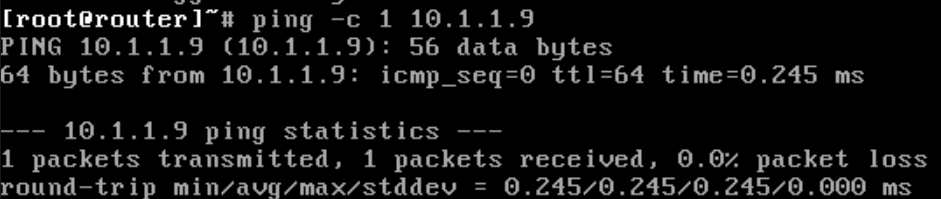 [root@router]~# ping -c 1 10.1.1.9
PING 10.1.1.9 (10.1.1.9): 56 data bytes
64 bytes from 10.1.1.9: icmp_seq=0 ttl=64 time=0.245 ms
--- 10.1.1.9 ping statistics ---
1 packets transmitted, 1 packets received, 0.0% packet loss
round-trip min/avg/max/stddev = 0.245/0.245/0.245/0.000 ms